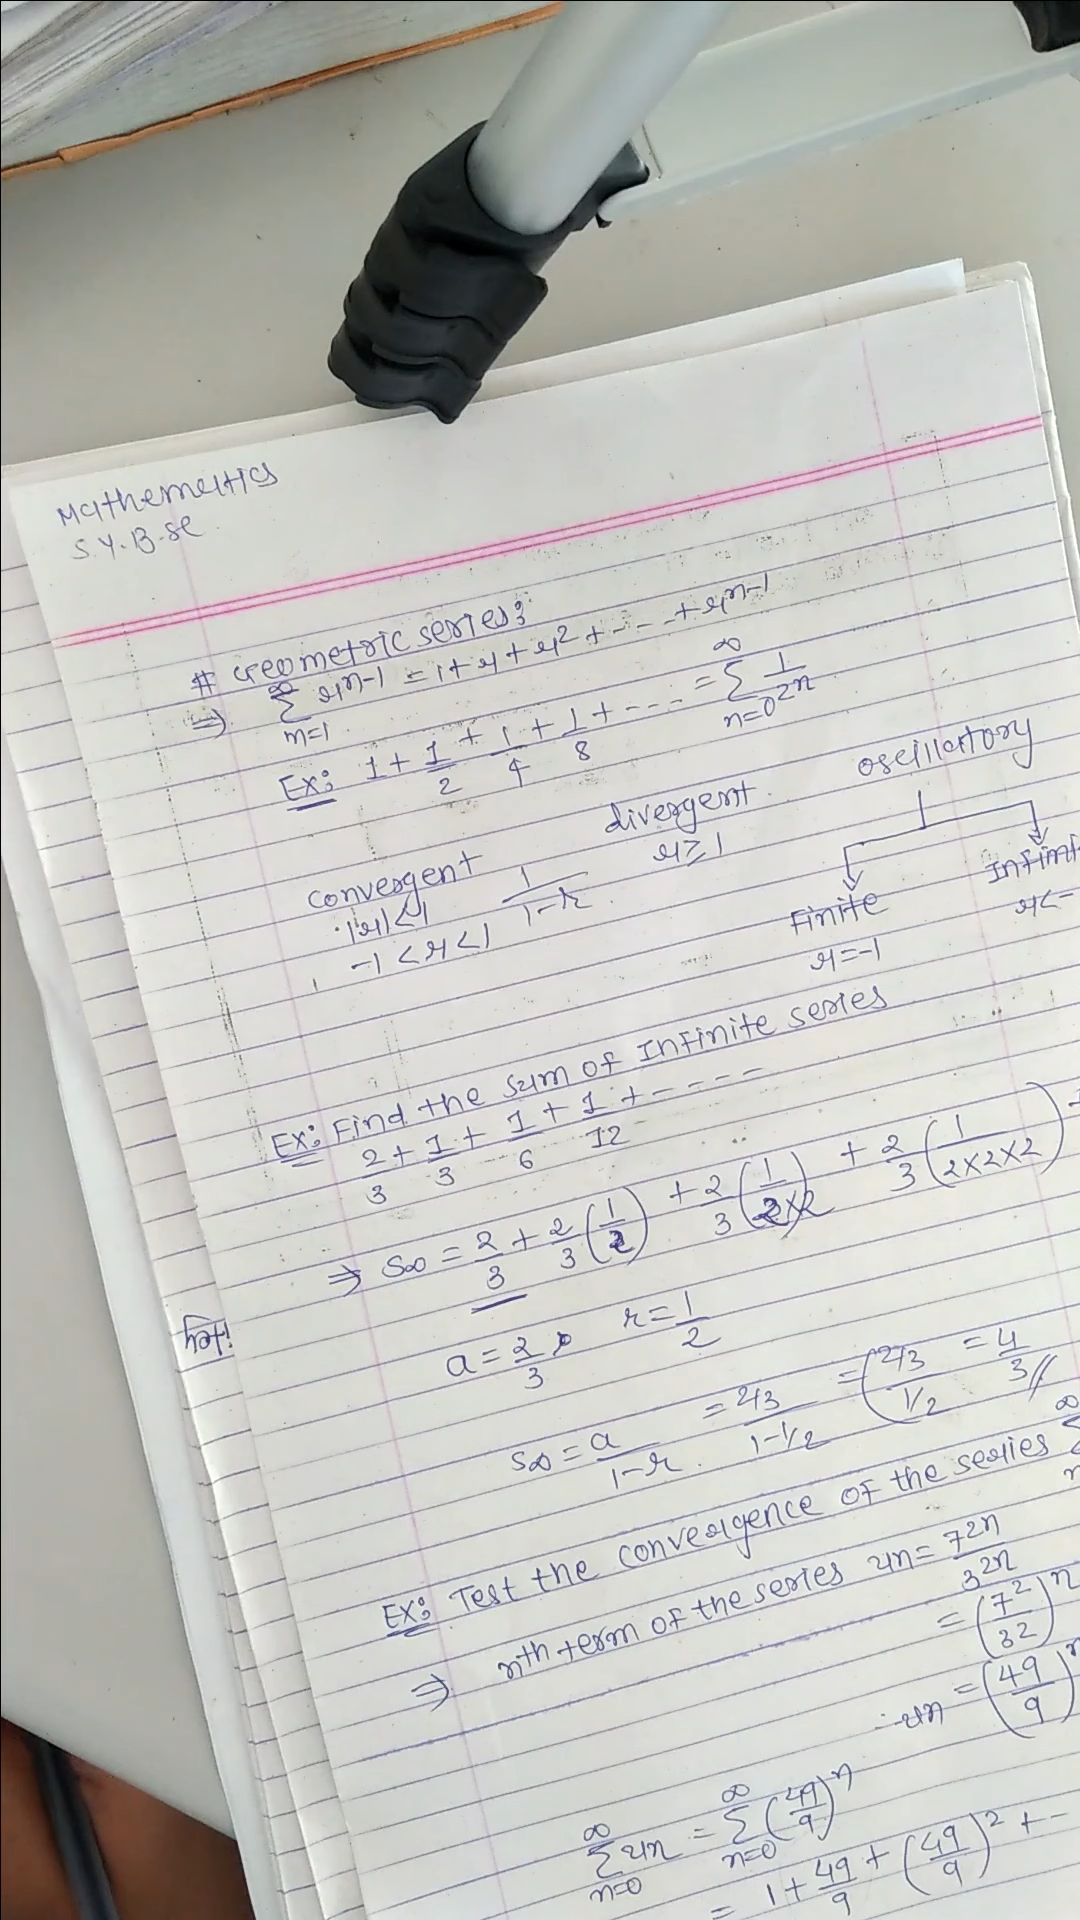 Mathematics
S.Y.B.Sc
# Geometric series:
⇒ ∞ Σ n=1 r^n-1 = 1 + r + r² + - - - - + r^n-1
Ex: 1 + 1/2 + 1/4 + 1/8 + - - - - = ∞ Σ n=0 1/2^n
convergent divergent oscillatory
|r|<1 1/1-r r≥1
-1 < r < 1
Finite
r=-1
Ex: Find the sum of Infinite series
2/3 + 1/3 + 1/6 + 1/12 + - - - -
⇒ S∞ = 2/3 + 2/3 (1/2) + 2/3 (1/2×2) + 2/3 (1/2×2×2)
a = 2/3, r = 1/2
S∞ = a/1-r = 2/3/1-1/2 = (2/3/1/2 = 4/3 //
Ex: Test the convergence of the series
⇒ nth term of the series un = 7^2n/3^2n
= (7²/3²)^n
∴ un = (49/9)^n
∞ Σ n=0 un = ∞ Σ n=0 (49/9)^n
= 1 + 49/9 + (49/9)² + -